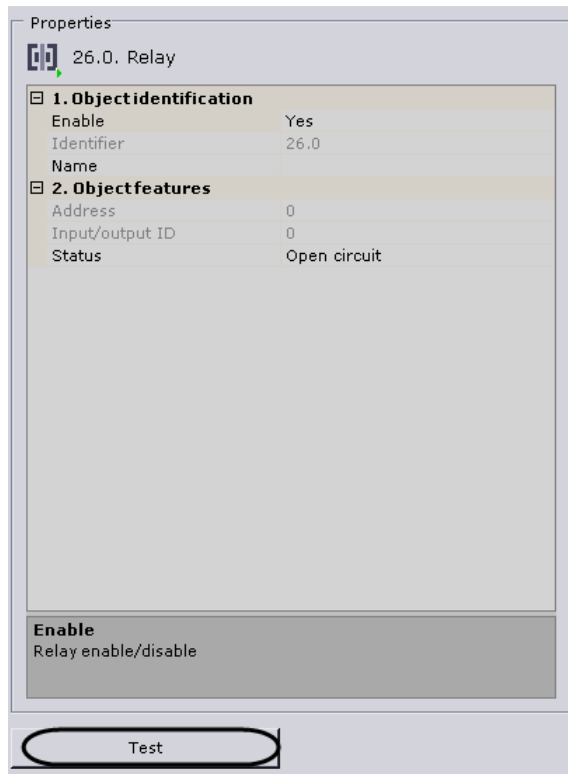 Properties
26.0. Relay
1. Object identification
Enable Yes
Identifier 26.0
Name
2. Object features
Address 0
Input/output ID 0
Status Open circuit
Enable
Relay enable/disable
Test